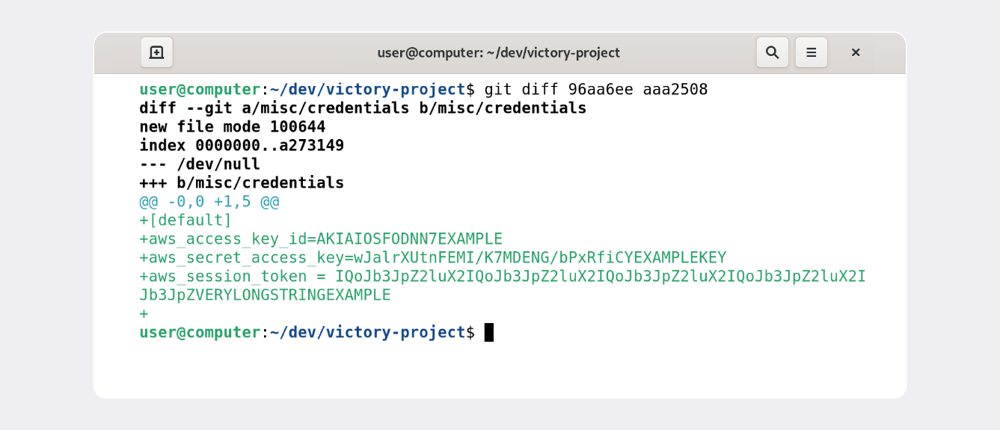 user@computer: ~/dev/victory-project
user@computer:~/dev/victory-project$ git diff 96aa6ee aaa2508
diff --git a/misc/credentials b/misc/credentials
new file mode 100644
index 0000000..a273149
--- /dev/null
+++ b/misc/credentials
@@ -0,0 +1,5 @@
+[default]
+aws_access_key_id=AKIAIOSFODNN7EXAMPLE
+aws_secret_access_key=wJalrXUtnFEMI/K7MDENG/bPxRfiCYEXAMPLEKEY
+aws_session_token = IQoJb3JpZ2luX2IQoJb3JpZ2luX2IQoJb3JpZ2luX2IQoJb3JpZ2luX2I
Jb3JpZVERYLONGSTRINGEXAMPLE
+
user@computer:~/dev/victory-project$